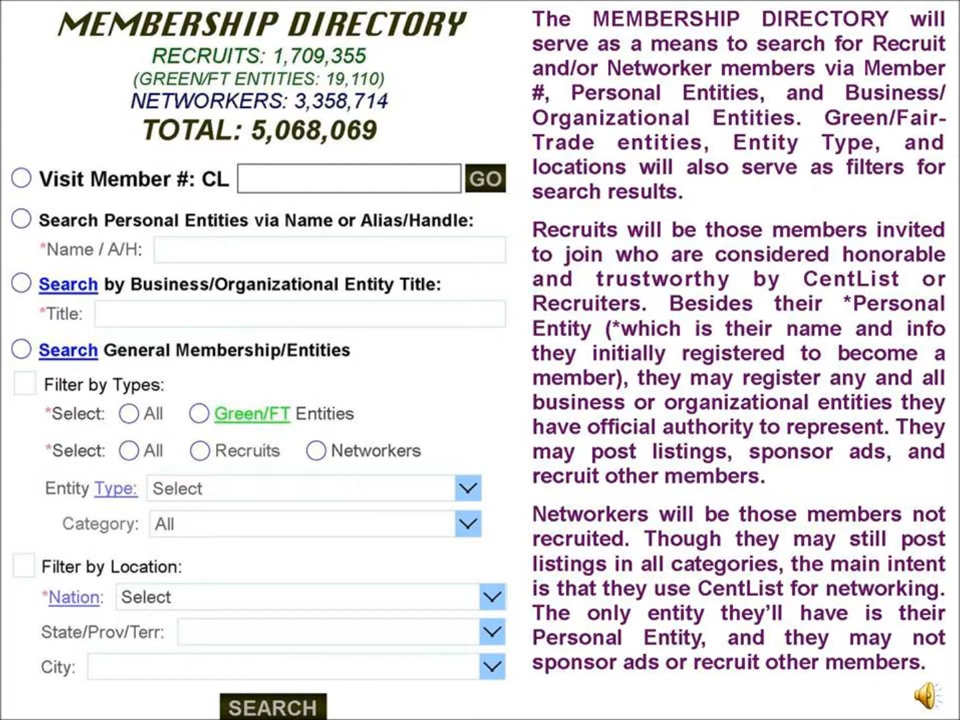 MEMBERSHIP DIRECTORY
RECRUITS: 1,709,355
(GREEN/FT ENTITIES: 19,110)
NETWORKERS: 3,358,714
TOTAL: 5,068,069
Visit Member #: CL
GO
Search Personal Entities via Name or Alias/Handle:
*Name / A/H:
Search by Business/Organizational Entity Title:
*Title:
Search General Membership/Entities
Filter by Types:
*Select: All Green/FT Entities
*Select: All Recruits Networkers
Entity Type: Select
Category: All
Filter by Location:
*Nation: Select
State/Prov/Terr:
City:
SEARCH
The MEMBERSHIP DIRECTORY will
serve as a means to search for Recruit
and/or Networker members via Member
#, Personal Entities, and Business/
Organizational Entities. Green/Fair-
Trade entities, Entity Type, and
locations will also serve as filters for
search results.
Recruits will be those members invited
to join who are considered honorable
and trustworthy by CentList or
Recruiters. Besides their *Personal
Entity (*which is their name and info
they initially registered to become a
member), they may register any and all
business or organizational entities they
have official authority to represent. They
may post listings, sponsor ads, and
recruit other members.
Networkers will be those members not
recruited. Though they may still post
listings in all categories, the main intent
is that they use CentList for networking.
The only entity they'll have is their
Personal Entity, and they may not
sponsor ads or recruit other members.